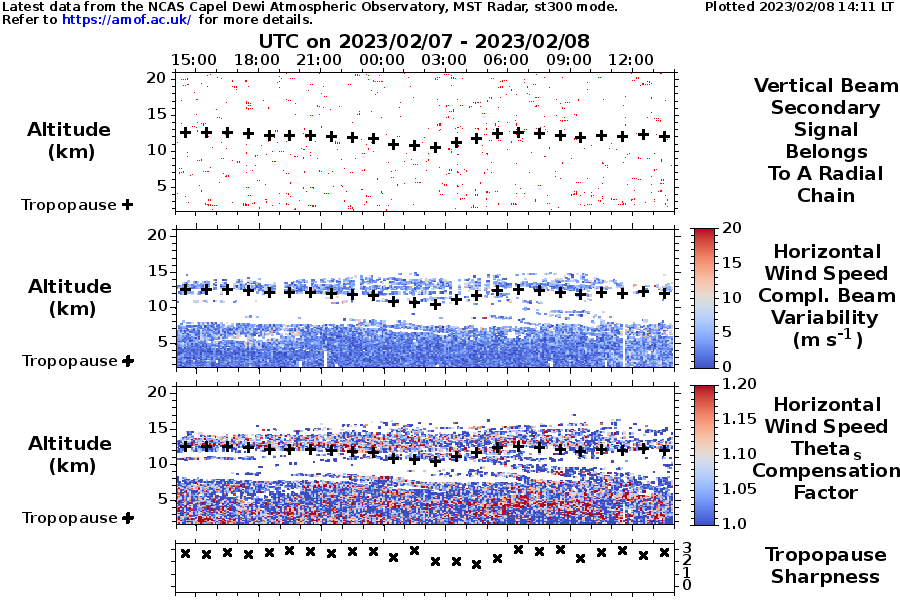 Latest data from the NCAS Capel Dewi Atmospheric Observatory, MST Radar, st300 mode.
Plotted 2023/02/08 14:11 LT
Refer to https://amof.ac.uk/ for more details.
UTC on 2023/02/07 - 2023/02/08
15:00 18:00 21:00 00:00 03:00 06:00 09:00 12:00
20
15
10
5
Altitude
(km)
Tropopause
Vertical Beam
Secondary
Signal
Belongs
To A Radial
Chain
20
15
10
5
Altitude
(km)
Tropopause
20
15
10
5
0
Horizontal
Wind Speed
Compl. Beam
Variability
(m s-1)
20
15
10
5
Altitude
(km)
Tropopause
1.20
1.15
1.10
1.05
1.0
Horizontal
Wind Speed
Theta s
Compensation
Factor
3
2
1
0
Tropopause
Sharpness